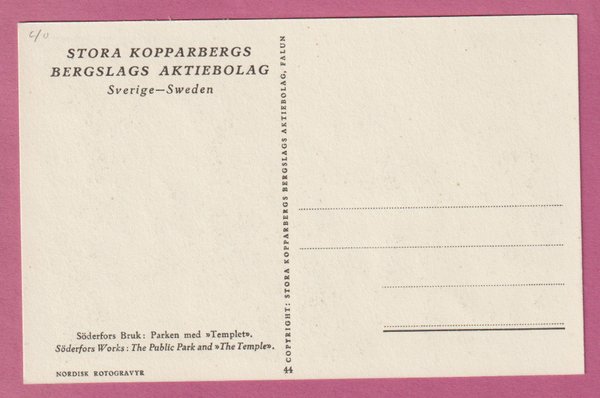 c/o
STORA KOPPARBERGS
BERGSLAGS AKTIEBOLAG
Sverige—Sweden
COPYRIGHT: STORA KOPPARBERGS BERGSLAGS AKTIEBOLAG, FALUN
Söderfors Bruk: Parken med »Templet».
Söderfors Works: The Public Park and »The Temple».
NORDISK ROTOGRAVYR
44